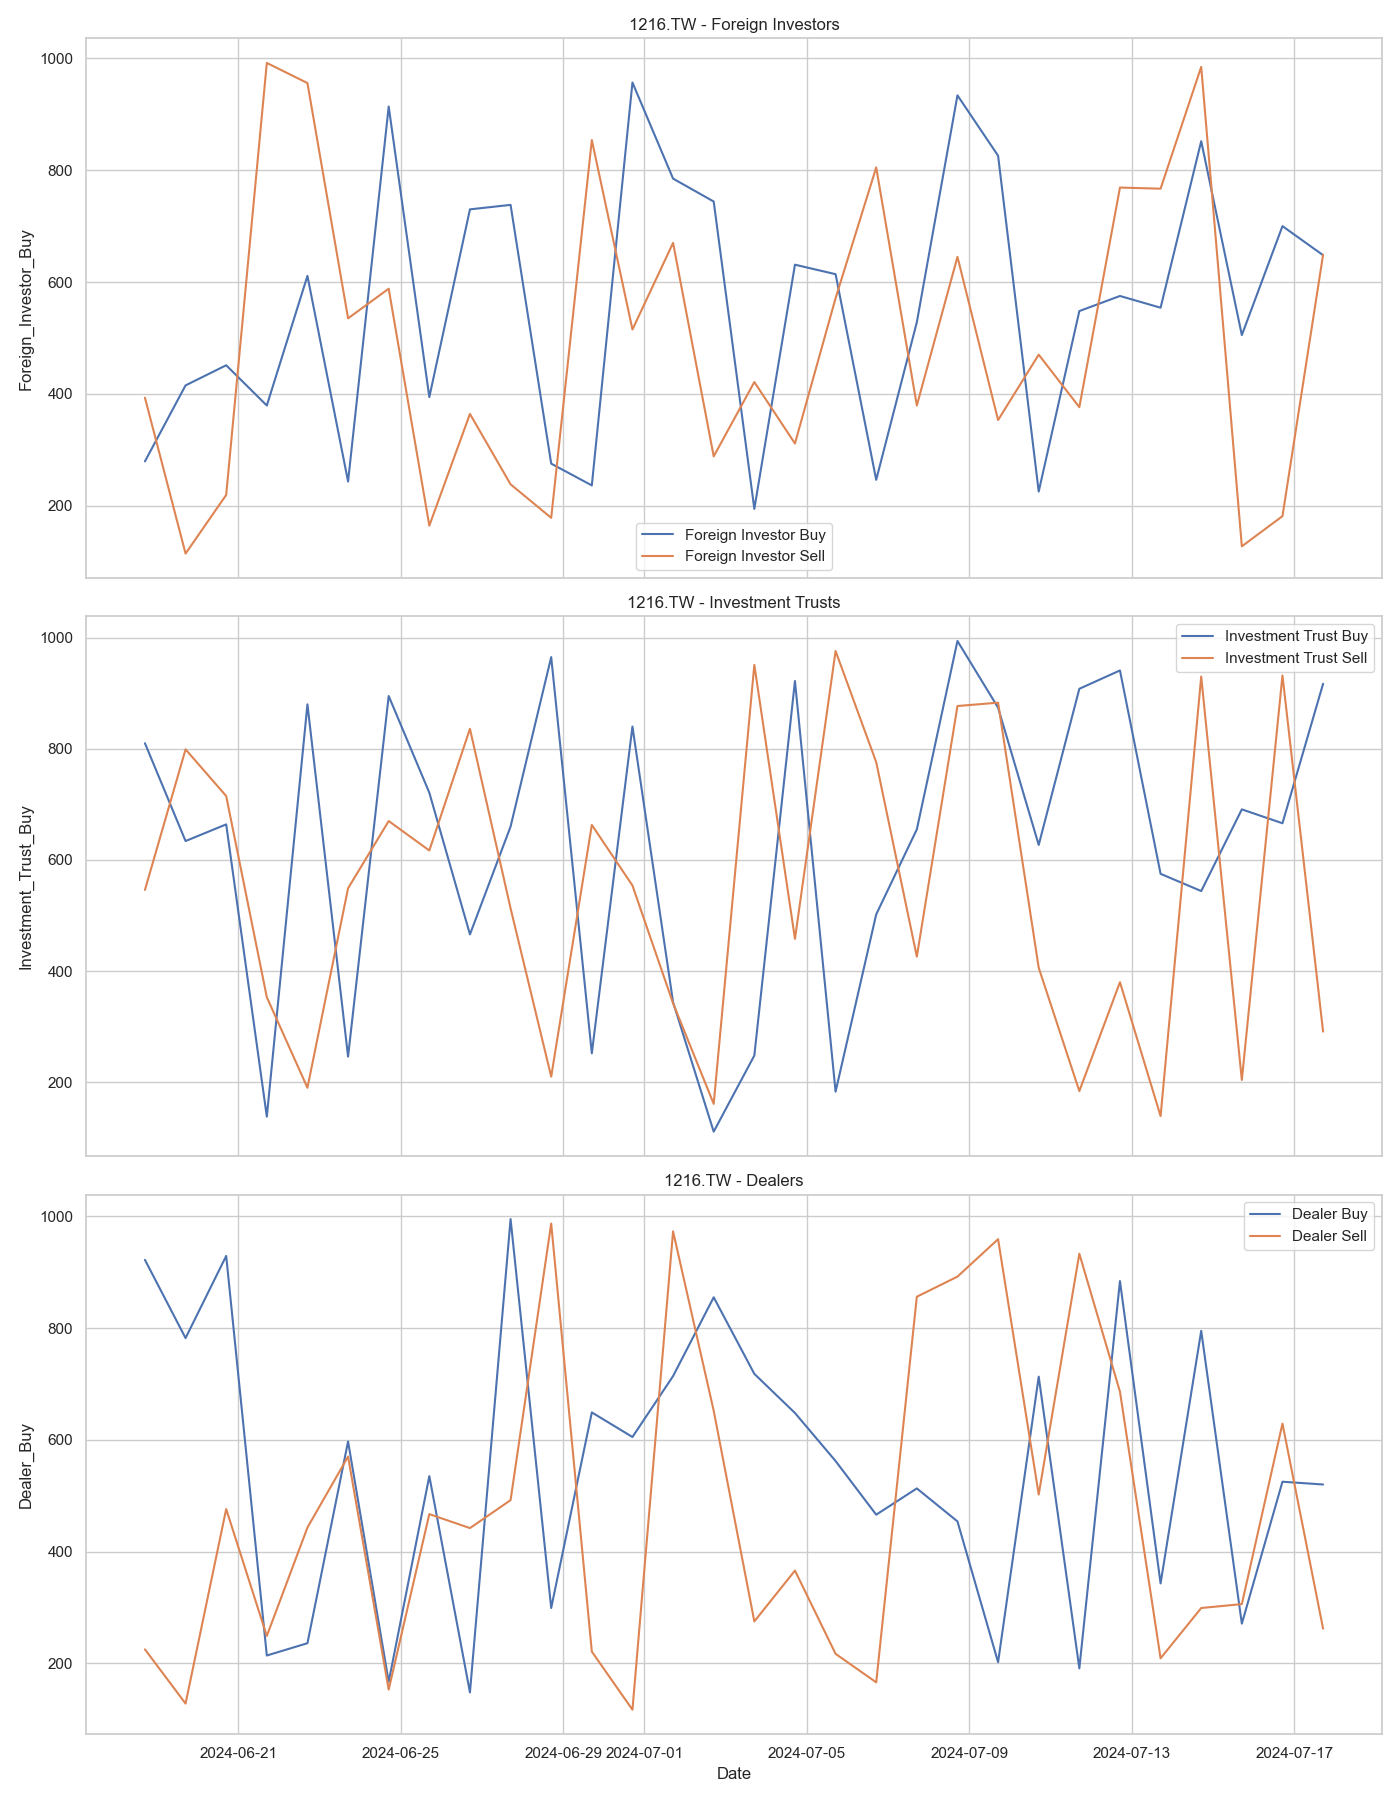 1216.TW - Foreign Investors
Foreign_Investor_Buy
1000
800
600
400
200
Foreign Investor Buy
Foreign Investor Sell
1216.TW - Investment Trusts
Investment_Trust_Buy
1000
800
600
400
200
Investment Trust Buy
Investment Trust Sell
1216.TW - Dealers
Dealer_Buy
1000
800
600
400
200
Dealer Buy
Dealer Sell
2024-06-21 2024-06-25 2024-06-29 2024-07-01 2024-07-05 2024-07-09 2024-07-13 2024-07-17
Date